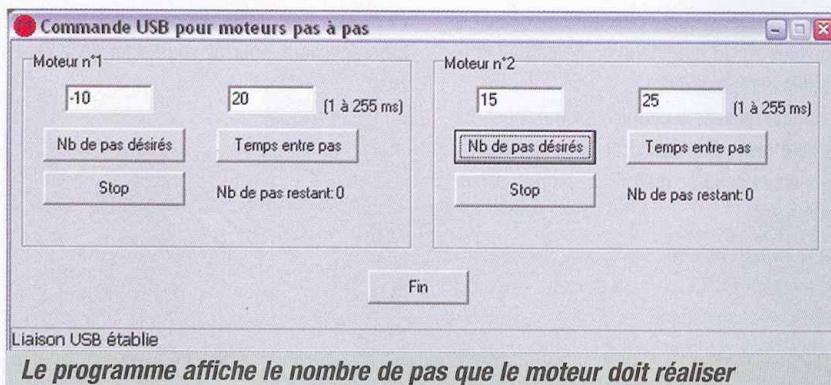 Commande USB pour moteurs pas à pas
Moteur n°1
-10
20
(1 à 255 ms)
Nb de pas désirés
Temps entre pas
Stop
Nb de pas restant: 0
Moteur n°2
15
25
(1 à 255 ms)
Nb de pas désirés
Temps entre pas
Stop
Nb de pas restant: 0
Fin
Liaison USB établie
Le programme affiche le nombre de pas que le moteur doit réaliser